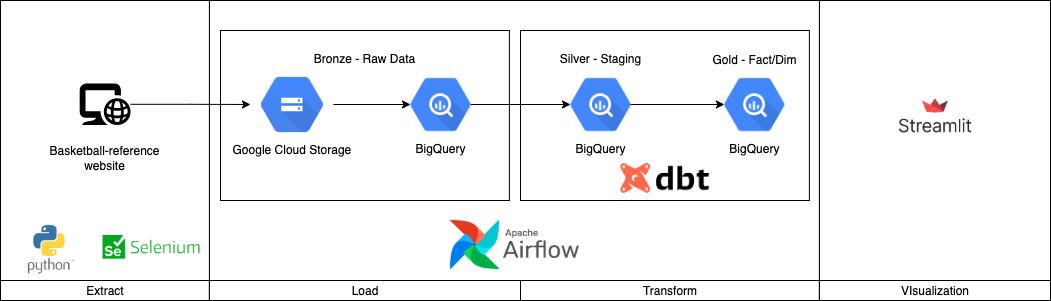 Bronze - Raw Data
Silver - Staging
Gold - Fact/Dim
Basketball-reference
website
Google Cloud Storage
BigQuery
BigQuery
BigQuery
Streamlit
dbt
python™
Se Selenium
Apache
Airflow
Extract
Load
Transform
VIsualization